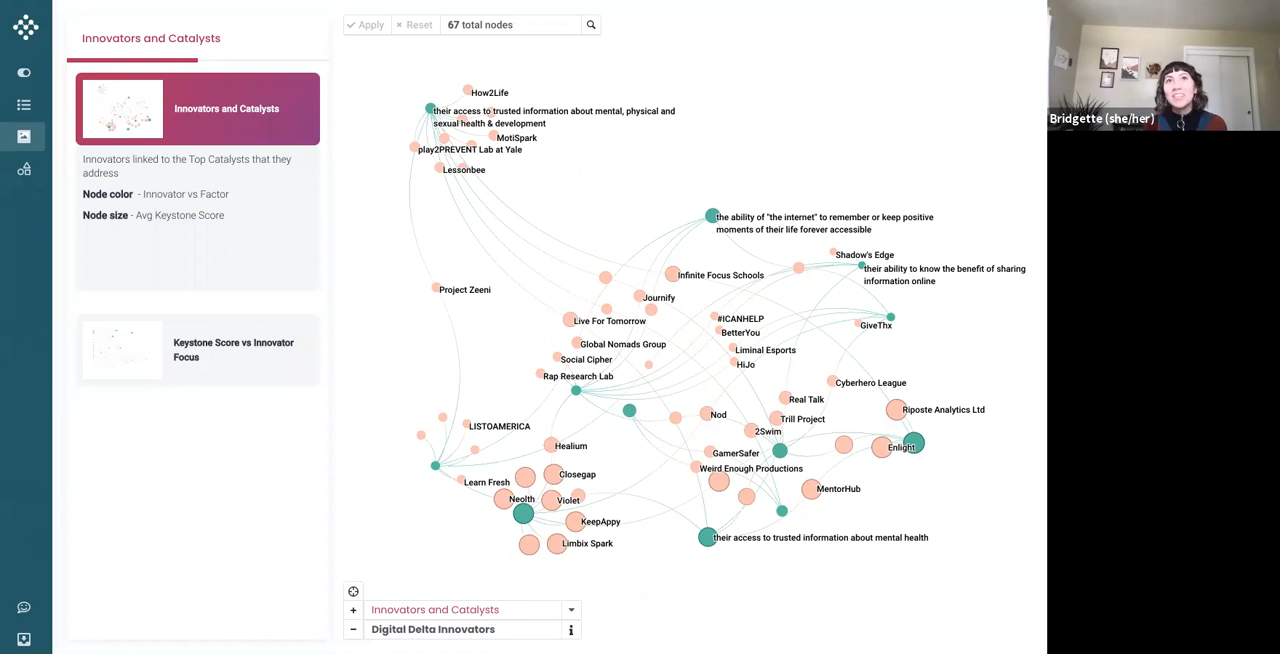 Innovators and Catalysts
Innovators and Catalysts
Innovators linked to the Top Catalysts that they
address
Node color - Innovator vs Factor
Node size - Avg Keystone Score
Keystone Score vs Innovator
Focus
Apply
Reset
67 total nodes
How2Life
their access to trusted information about mental, physical and
sexual health & development
MotiSpark
play2PREVENT Lab at Yale
Lessonbee
the ability of "the internet" to remember or keep positive
moments of their life forever accessible
Shadow's Edge
their ability to know the benefit of sharing
information online
Infinite Focus Schools
Project Zeeni
Journify
Live For Tomorrow
#ICANHELP
GiveThx
BetterYou
Global Nomads Group
Liminal Esports
Social Cipher
HiJo
Rap Research Lab
Cyberhero League
Real Talk
Riposte Analytics Ltd
Nod
Trill Project
LISTOAMERICA
2Swim
Healium
Enlight
GamerSafer
Weird Enough Productions
Closegap
Learn Fresh
MentorHub
Neolth
Violet
KeepAppy
their access to trusted information about mental health
Limbix Spark
+ Innovators and Catalysts
− Digital Delta Innovators i
Bridgette (she/her)